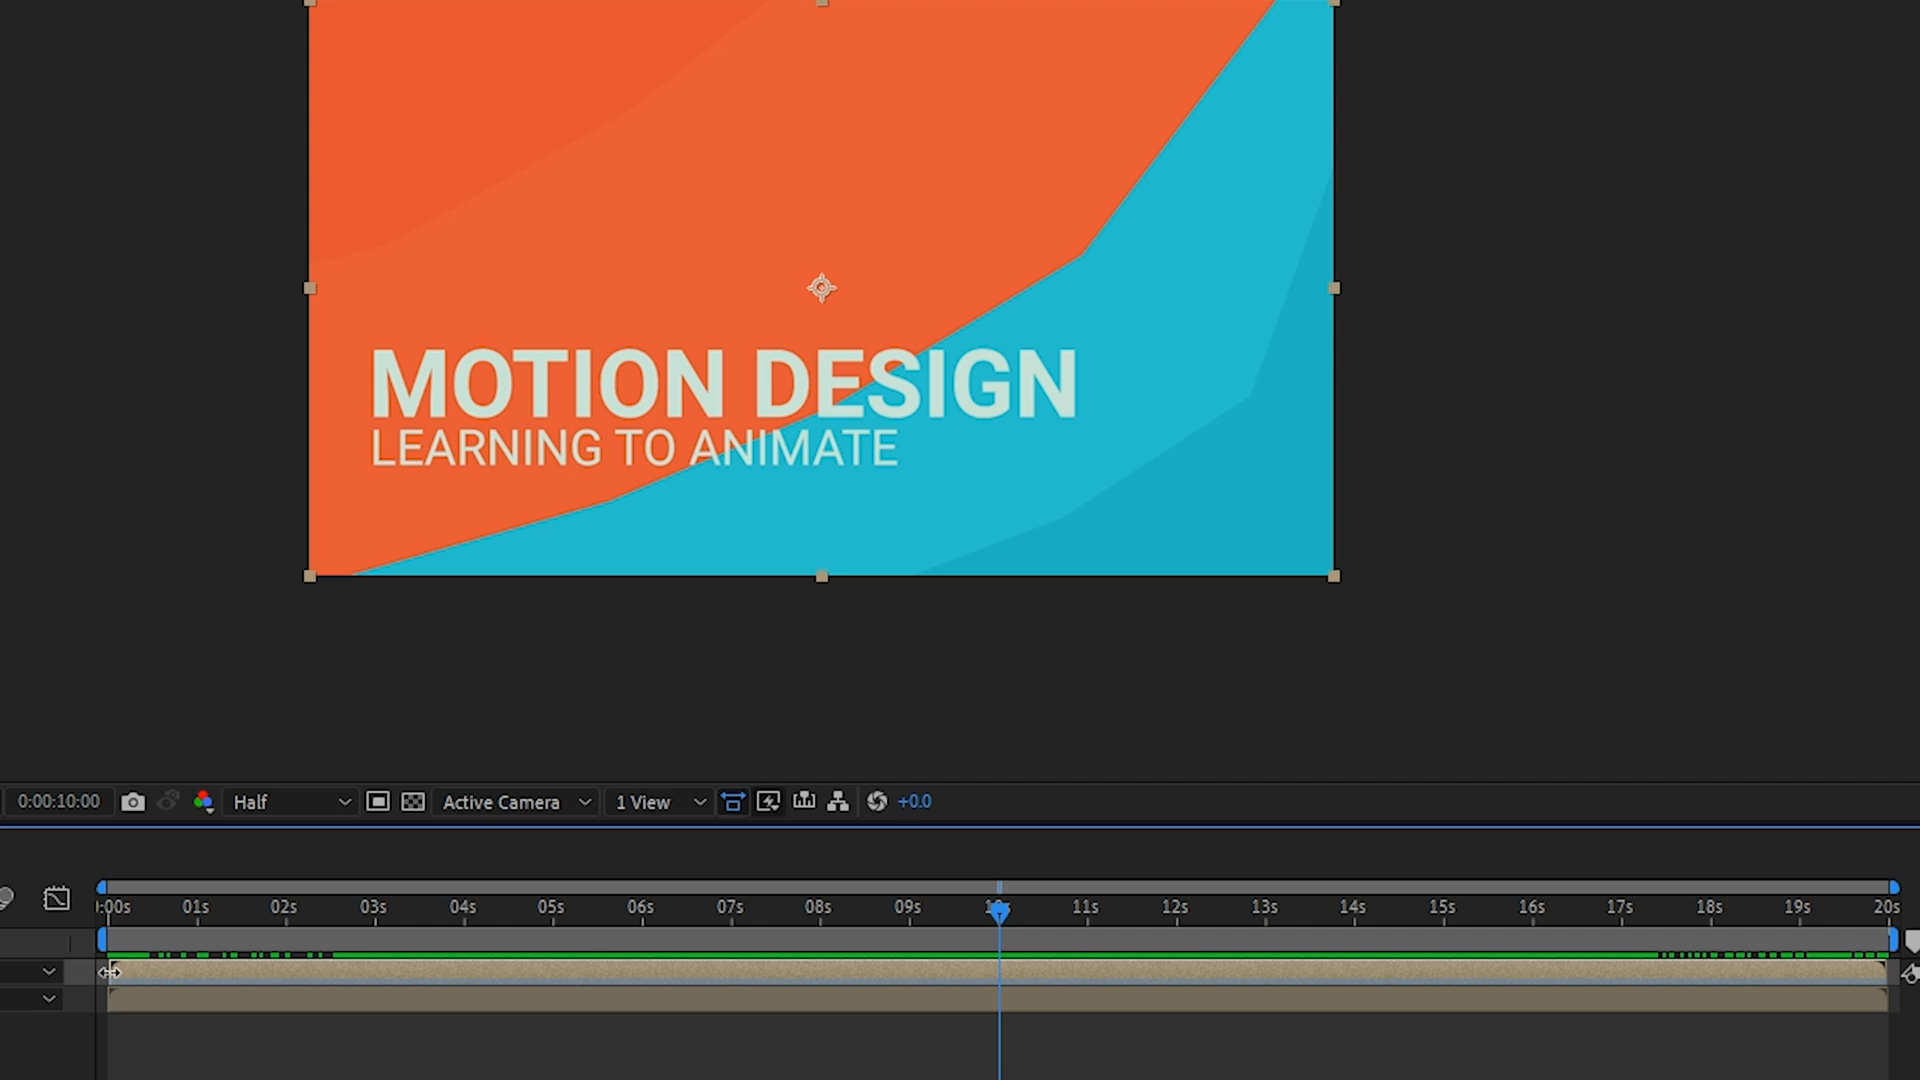 MOTION DESIGN
LEARNING TO ANIMATE
0:00:10:00 Half Active Camera 1 View +0.0
:00s 01s 02s 03s 04s 05s 06s 07s 08s 09s 11s 12s 13s 14s 15s 16s 17s 18s 19s 20s